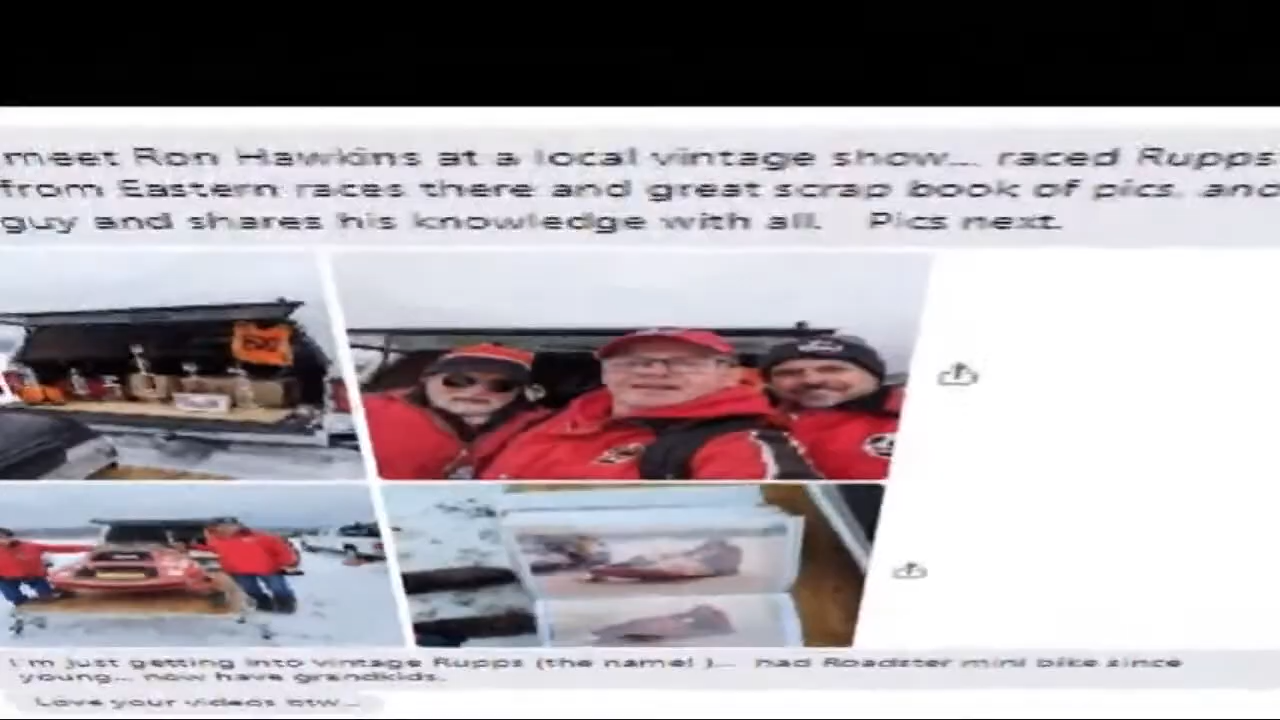 meet Ron Hawkins at a local vintage show... raced Rupps
from Eastern races there and great scrap book of pics. and
guy and shares his knowledge with all. Pics next.
I'm just getting into vintage Rupps (the name! )... had Roadster mini bike since
young... now have grandkids.
Love your videos btw...